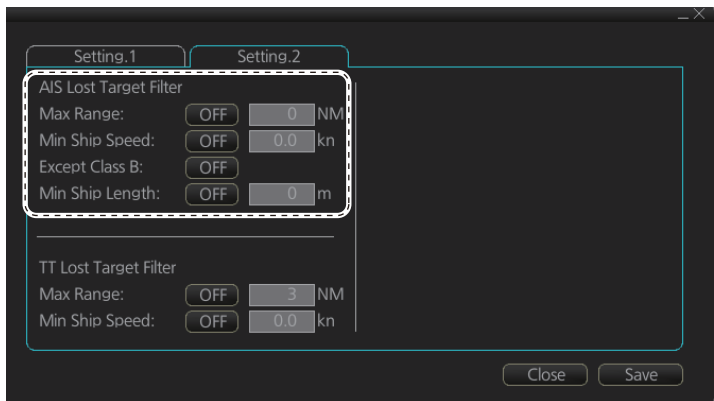 Setting.1 Setting.2
AIS Lost Target Filter
Max Range: OFF 0 NM
Min Ship Speed: OFF 0.0 kn
Except Class B: OFF
Min Ship Length: OFF 0 m
TT Lost Target Filter
Max Range: OFF 3 NM
Min Ship Speed: OFF 0.0 kn
Close Save